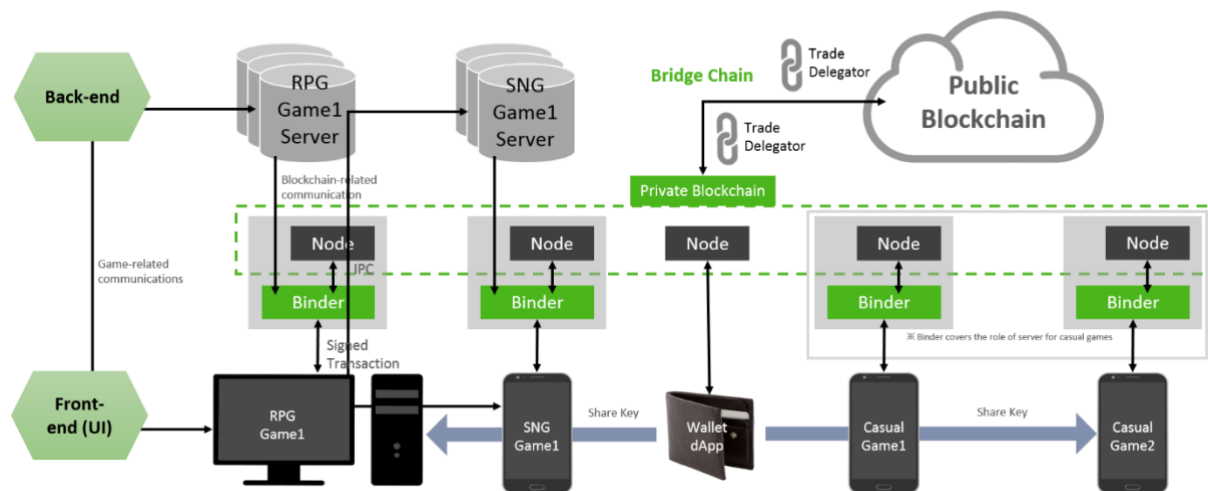 Back-end
RPG
Game1
Server
SNG
Game1
Server
Bridge Chain
Trade
Delegator
Public
Blockchain
Trade
Delegator
Blockchain-related
communication
Private Blockchain
Node
Node
Node
Node
Node
Game-related
communications
IPC
Binder
Binder
Binder
Binder
※ Binder covers the role of server for casual games
Signed
Transaction
Front-
end (UI)
RPG
Game1
SNG
Game1
Share Key
Wallet
dApp
Casual
Game1
Share Key
Casual
Game2